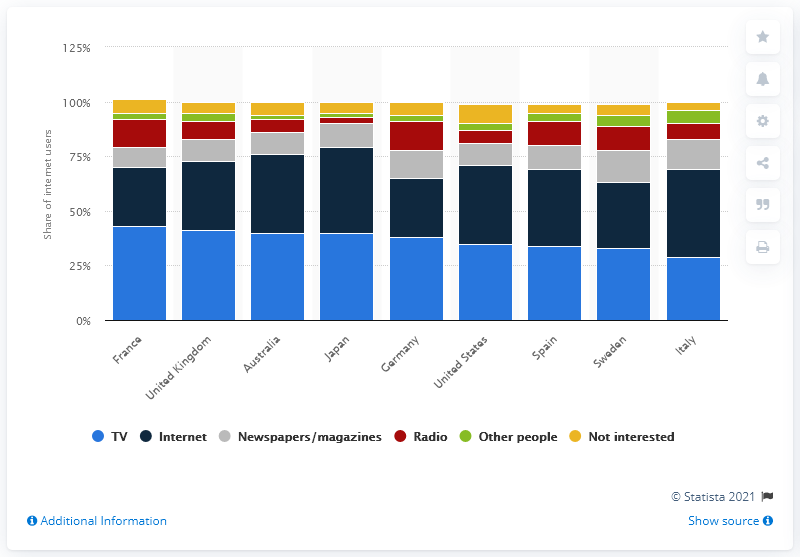 125%
100%
75%
50%
25%
0%
Share of internet users
France
United Kingdom
Australia
Japan
Germany
United States
Spain
Sweden
Italy
TV Internet Newspapers/magazines Radio Other people Not interested
© Statista 2021
Additional Information
Show source